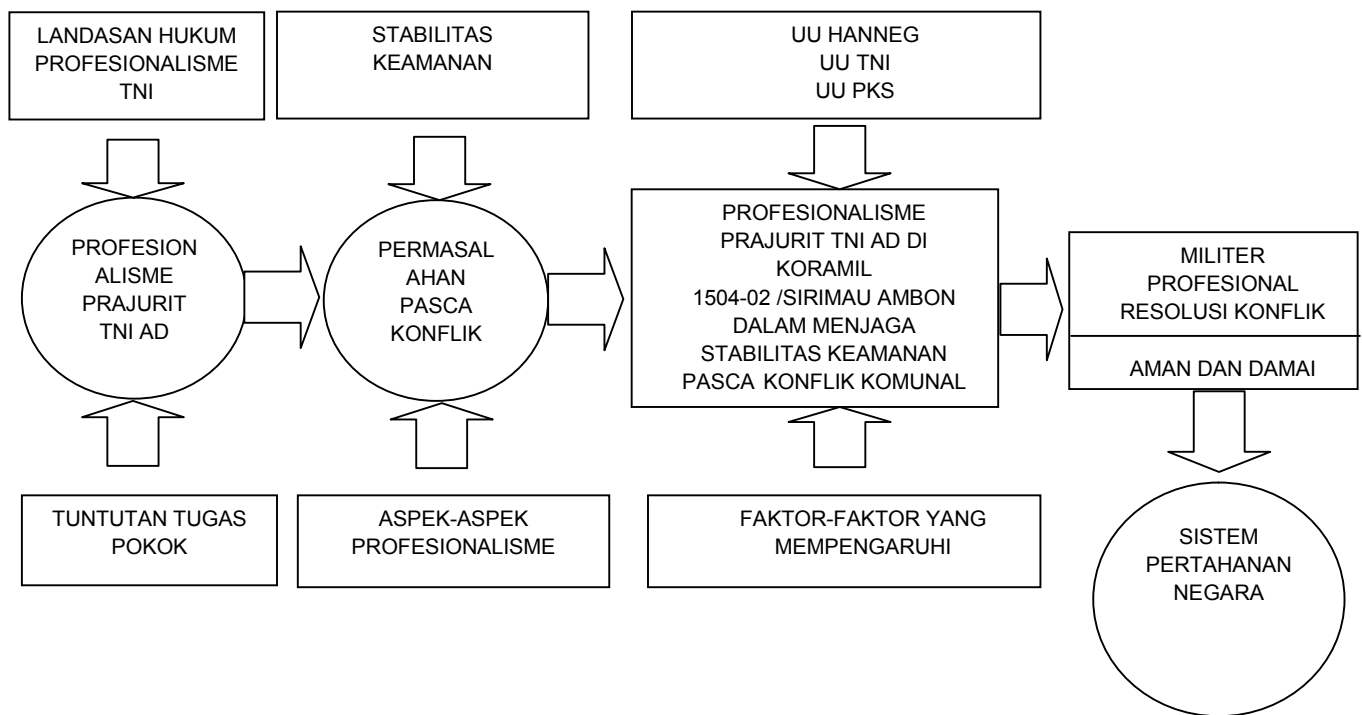 LANDASAN HUKUM
PROFESIONALISME
TNI
STABILITAS
KEAMANAN
UU HANNEG
UU TNI
UU PKS
PROFESION
ALISME
PRAJURIT
TNI AD
PERMASAL
AHAN
PASCA
KONFLIK
PROFESIONALISME
PRAJURIT TNI AD DI
KORAMIL
1504-02 /SIRIMAU AMBON
DALAM MENJAGA
STABILITAS KEAMANAN
PASCA KONFLIK KOMUNAL
MILITER
PROFESIONAL
RESOLUSI KONFLIK
AMAN DAN DAMAI
TUNTUTAN TUGAS
POKOK
ASPEK-ASPEK
PROFESIONALISME
FAKTOR-FAKTOR YANG
MEMPENGARUHI
SISTEM
PERTAHANAN
NEGARA